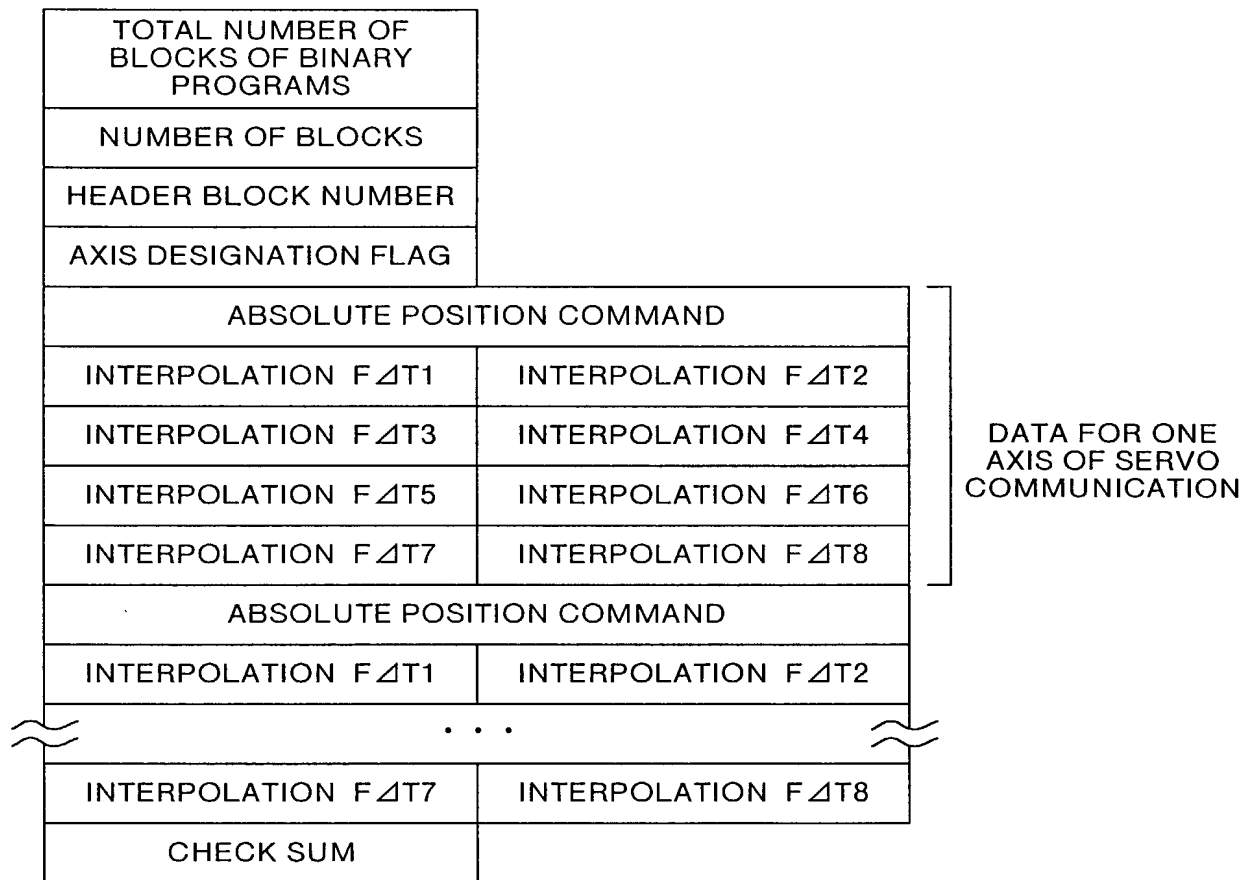 TOTAL NUMBER OF
BLOCKS OF BINARY
PROGRAMS
NUMBER OF BLOCKS
HEADER BLOCK NUMBER
AXIS DESIGNATION FLAG
ABSOLUTE POSITION COMMAND
INTERPOLATION F⊿T1 INTERPOLATION F⊿T2
INTERPOLATION F⊿T3 INTERPOLATION F⊿T4
INTERPOLATION F⊿T5 INTERPOLATION F⊿T6
INTERPOLATION F⊿T7 INTERPOLATION F⊿T8
DATA FOR ONE
AXIS OF SERVO
COMMUNICATION
ABSOLUTE POSITION COMMAND
INTERPOLATION F⊿T1 INTERPOLATION F⊿T2
· · ·
INTERPOLATION F⊿T7 INTERPOLATION F⊿T8
CHECK SUM